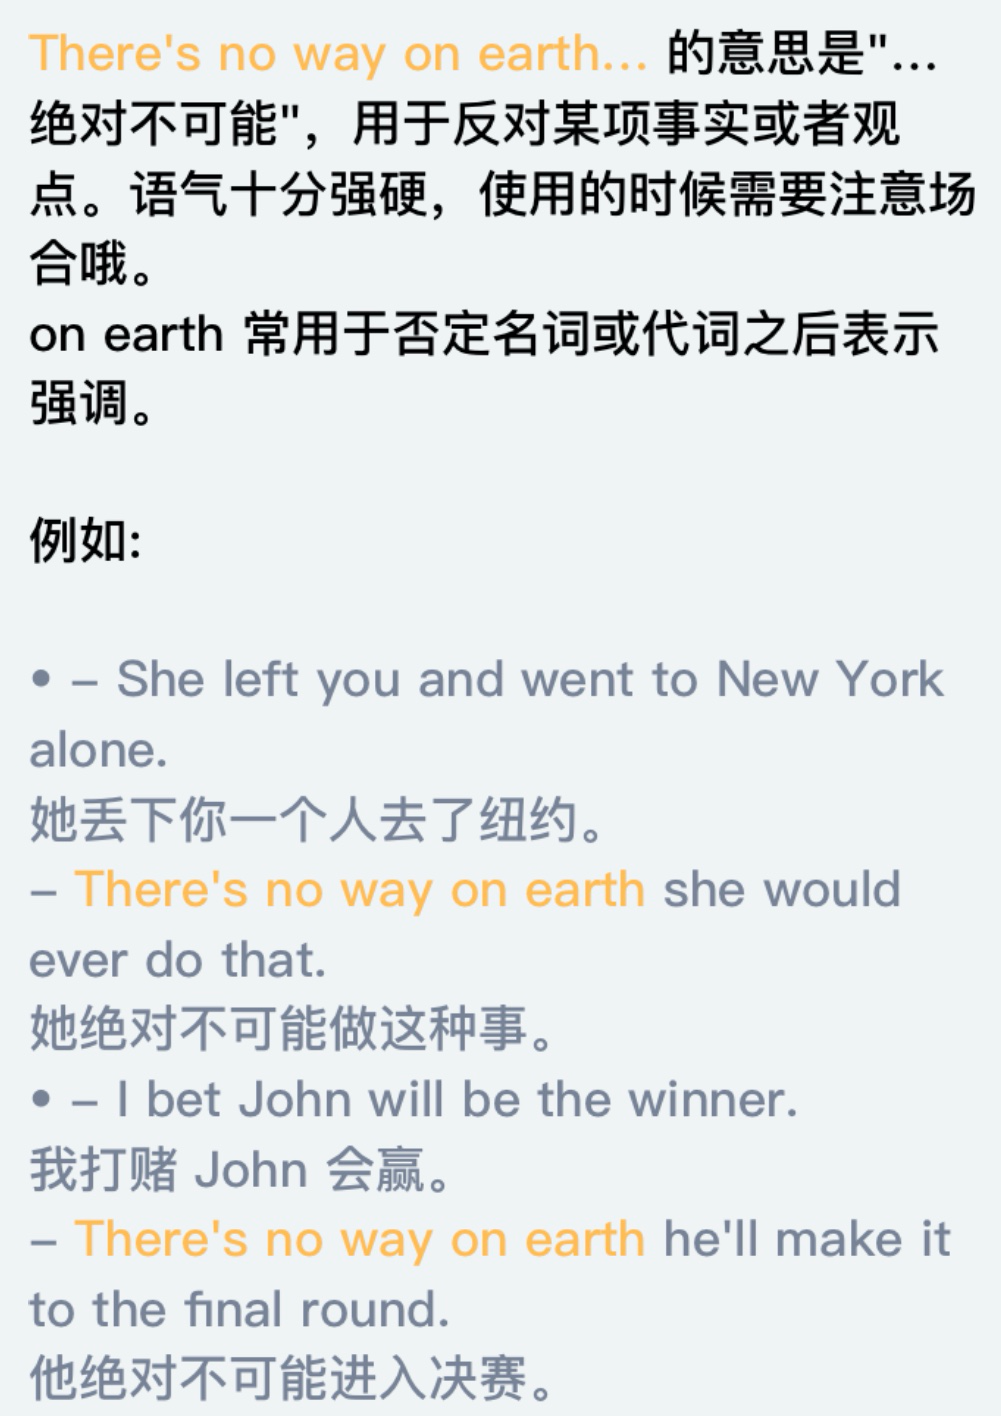 There's no way on earth... 的意思是"...
绝对不可能"，用于反对某项事实或者观
点。语气十分强硬，使用的时候需要注意场
合哦。
on earth 常用于否定名词或代词之后表示
强调。
例如:
• – She left you and went to New York
alone.
她丢下你一个人去了纽约。
– There's no way on earth she would
ever do that.
她绝对不可能做这种事。
• – I bet John will be the winner.
我打赌 John 会赢。
– There's no way on earth he'll make it
to the final round.
他绝对不可能进入决赛。